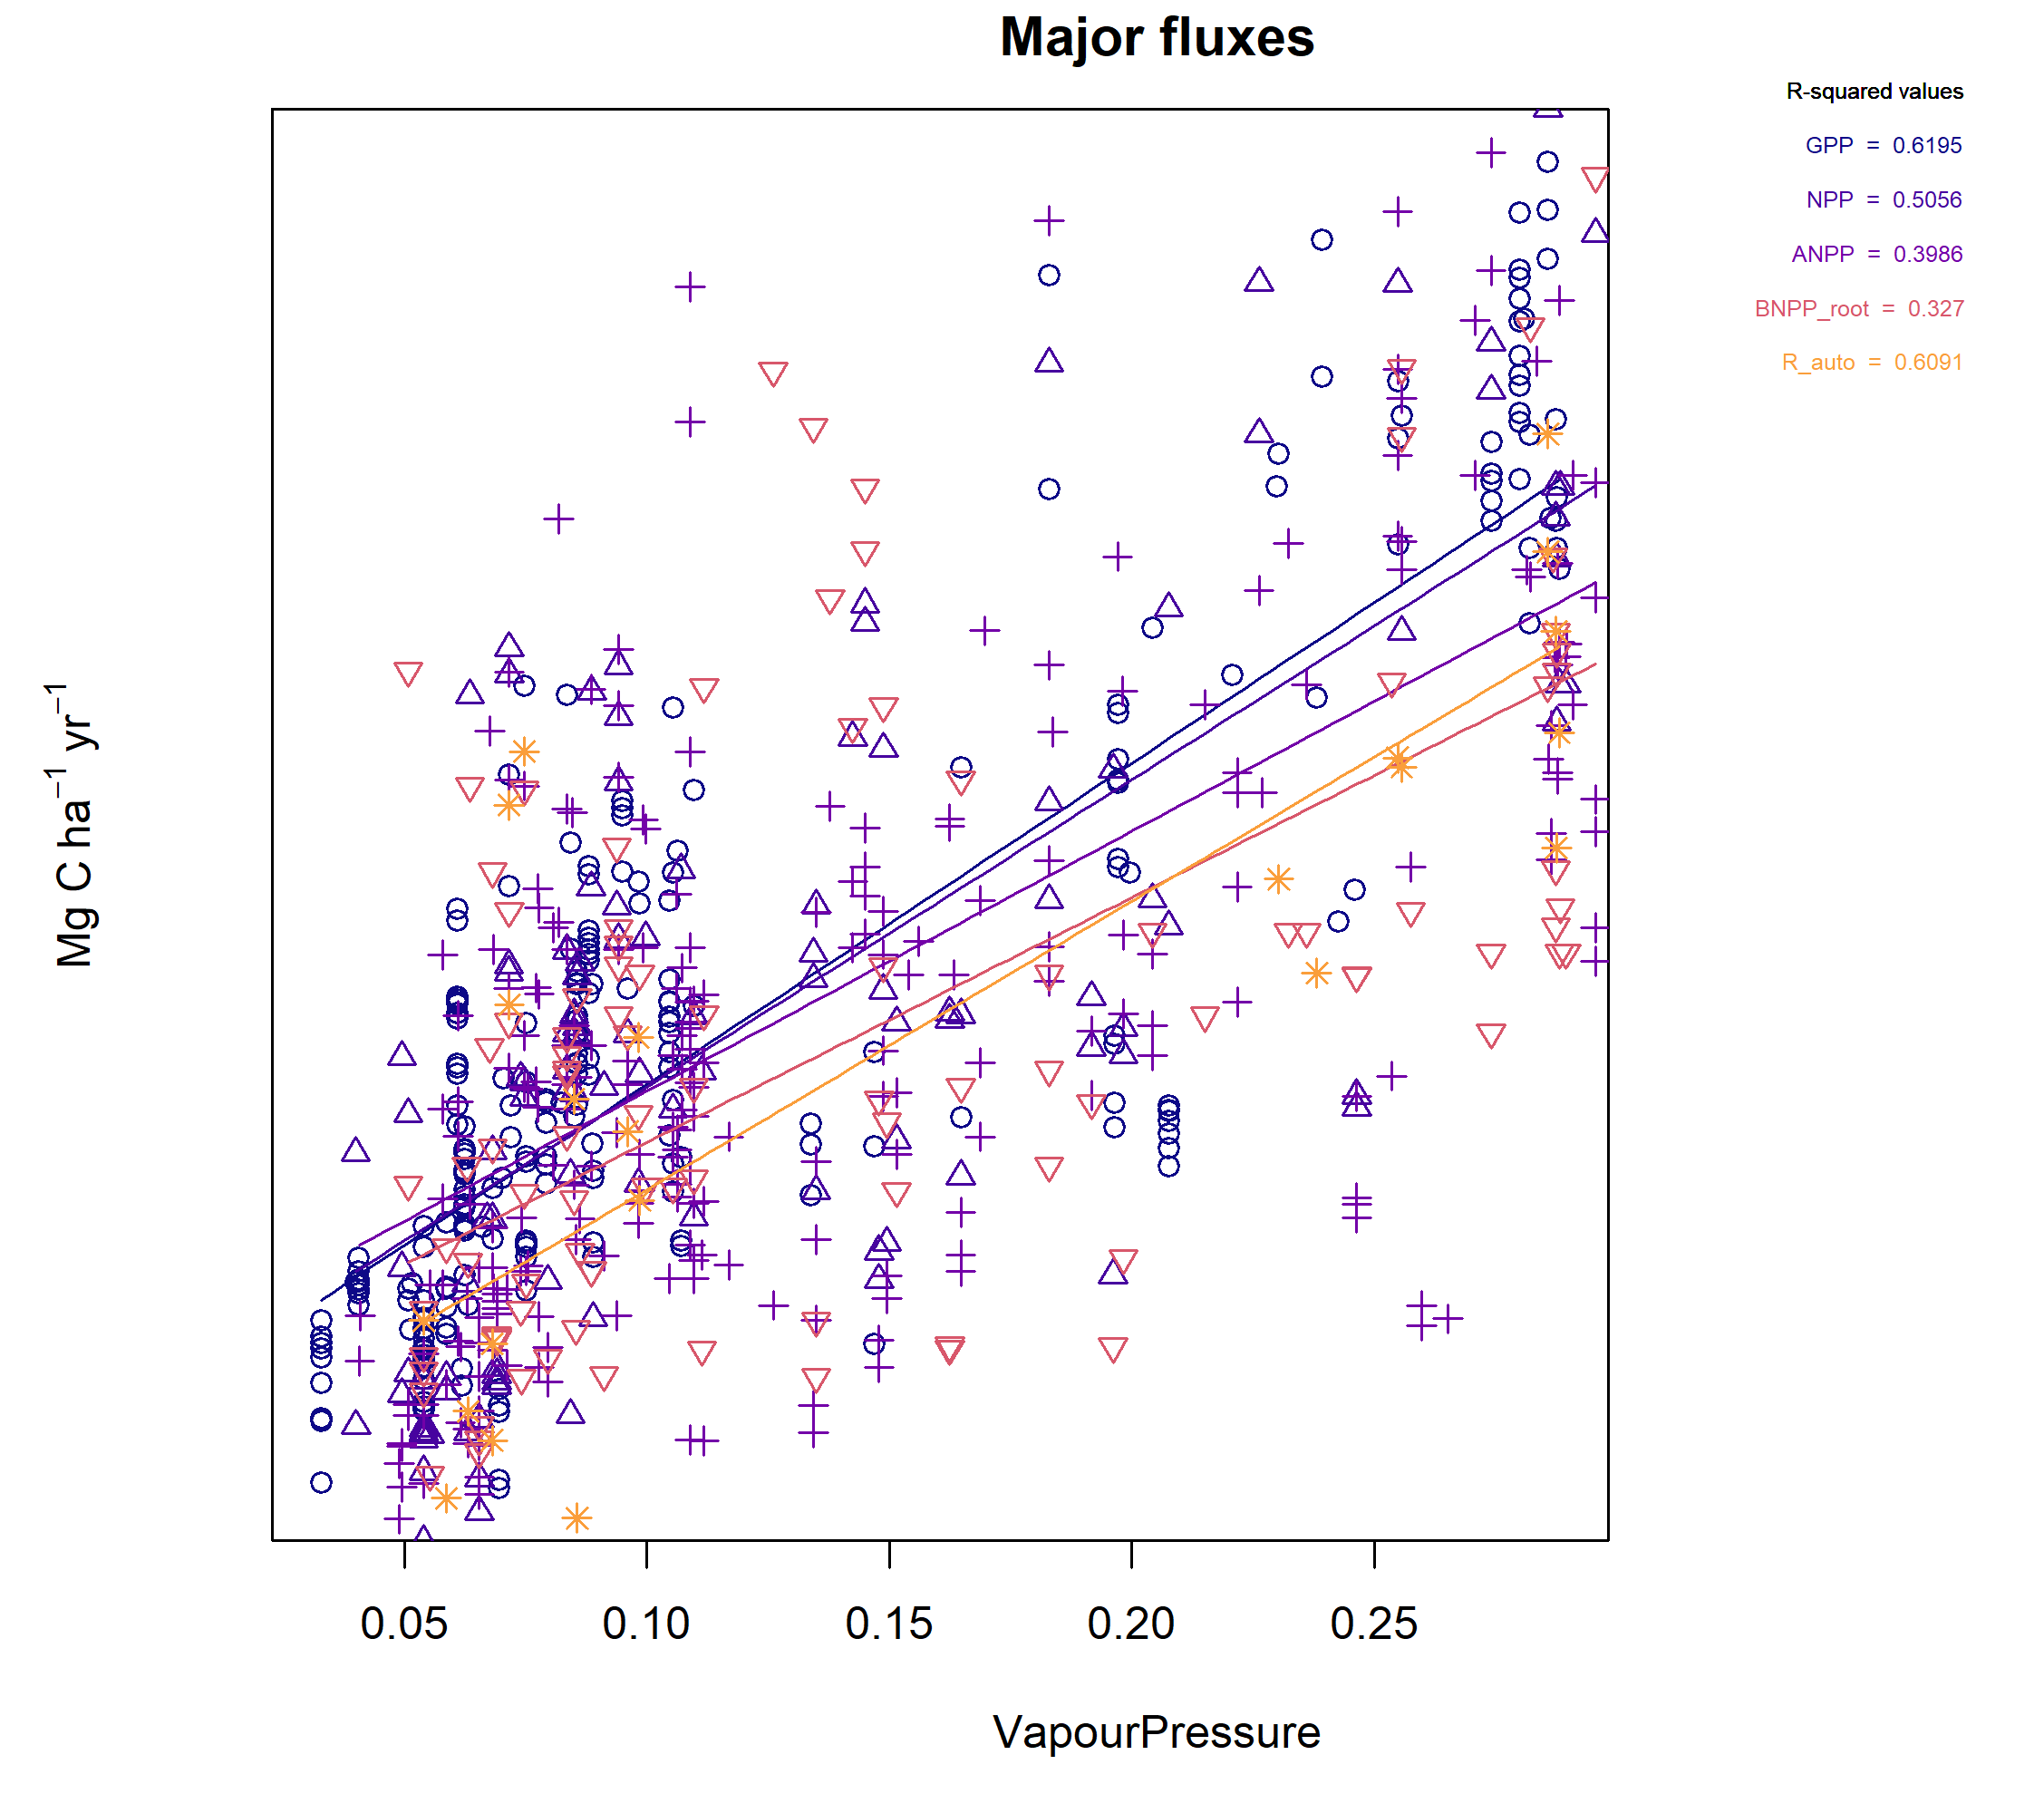 Major fluxes
R-squared values
GPP = 0.6195
NPP = 0.5056
ANPP = 0.3986
BNPP_root = 0.327
R_auto = 0.6091
Mg C ha⁻¹ yr⁻¹
0.05 0.10 0.15 0.20 0.25
VapourPressure